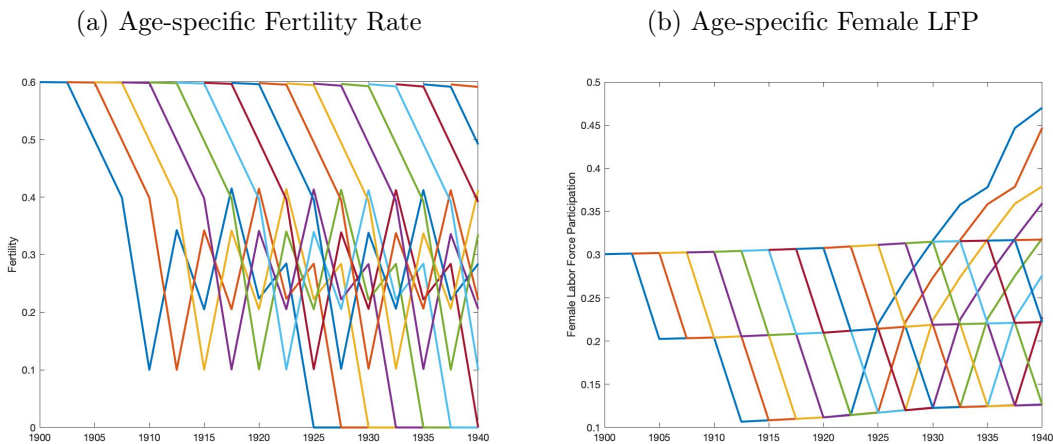 (a) Age-specific Fertility Rate
(b) Age-specific Female LFP
Fertility
0.6
0.5
0.4
0.3
0.2
0.1
0
1900 1905 1910 1915 1920 1925 1930 1935 1940
Female Labor Force Participation
0.5
0.45
0.4
0.35
0.3
0.25
0.2
0.15
0.1
1900 1905 1910 1915 1920 1925 1930 1935 1940